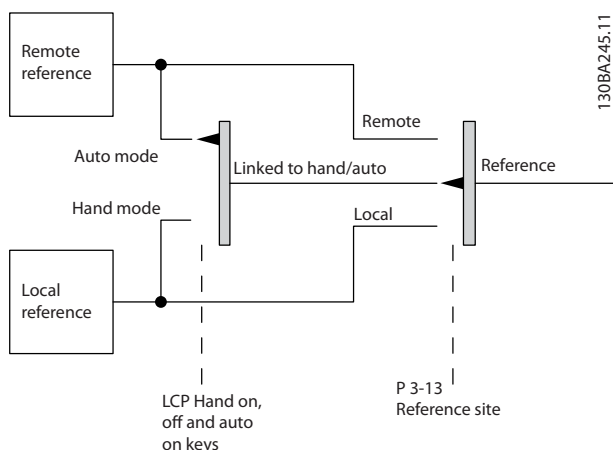 Remote
reference
130BA245.11
Remote
Auto mode
Linked to hand/auto
Reference
Hand mode
Local
Local
reference
LCP Hand on,
off and auto
on keys
P 3-13
Reference site